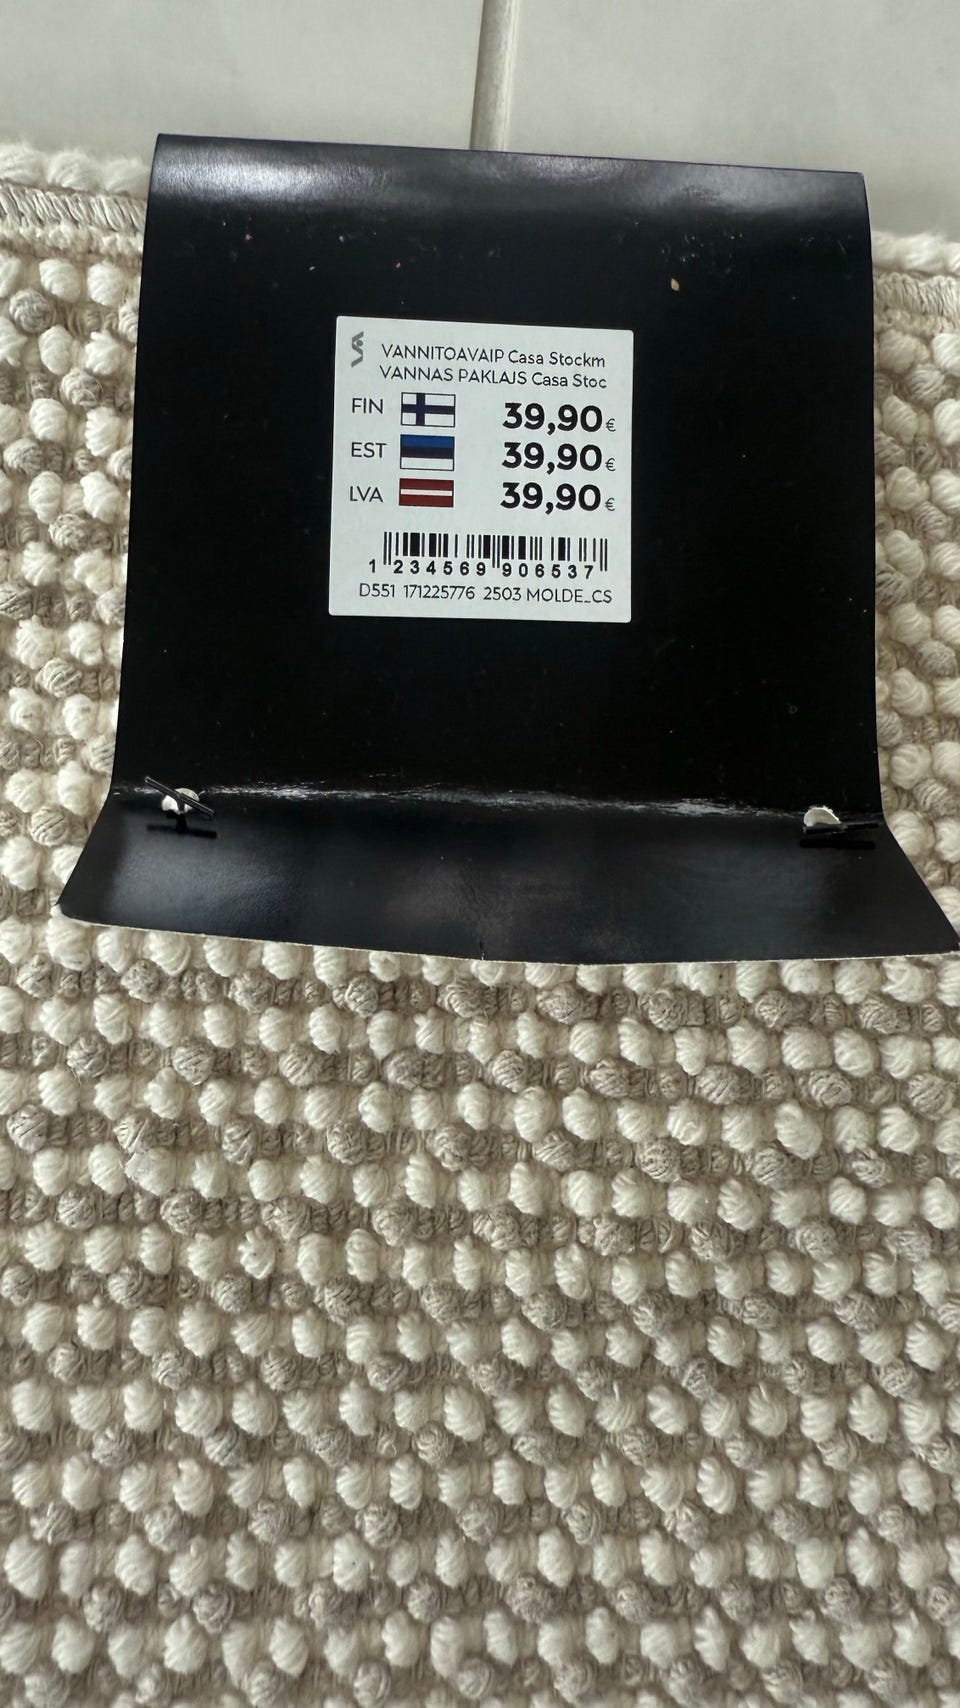 VANNITOAVAIP Casa Stockm
VANNAS PAKLAJS Casa Stoc
FIN 39,90€
EST 39,90€
LVA 39,90€
1 234569 906537
D551 171225776 2503 MOLDE_CS